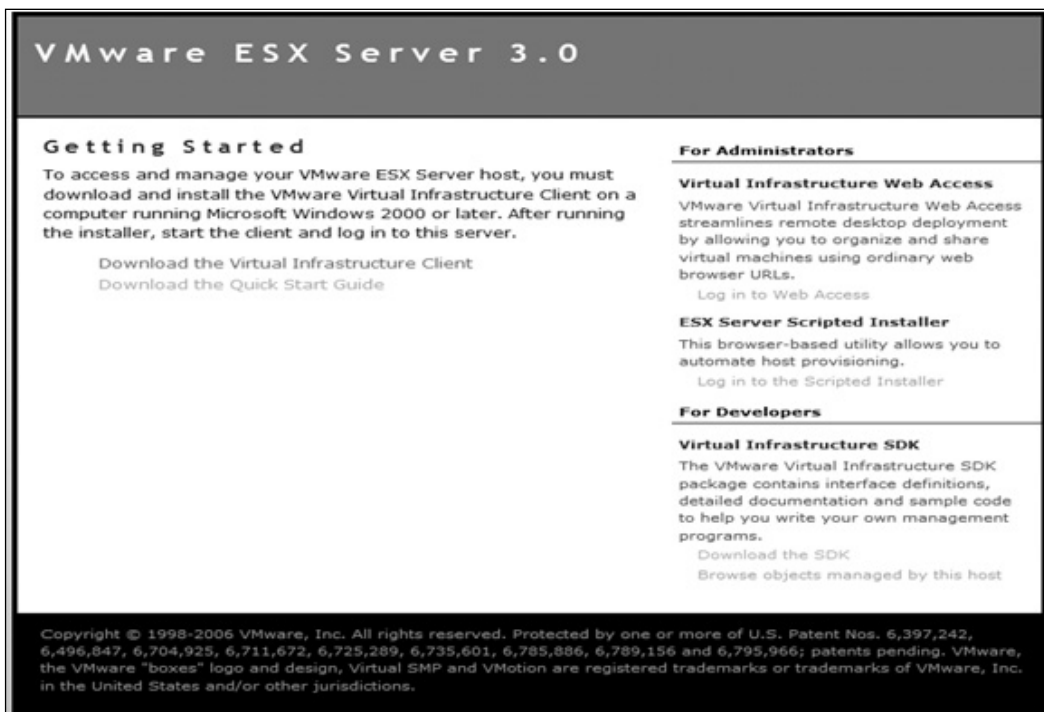 VMware ESX Server 3.0
Getting Started
To access and manage your VMware ESX Server host, you must
download and install the VMware Virtual Infrastructure Client on a
computer running Microsoft Windows 2000 or later. After running
the installer, start the client and log in to this server.
Download the Virtual Infrastructure Client
Download the Quick Start Guide
For Administrators
Virtual Infrastructure Web Access
VMware Virtual Infrastructure Web Access
streamlines remote desktop deployment
by allowing you to organize and share
virtual machines using ordinary web
browser URLs.
Log in to Web Access
ESX Server Scripted Installer
This browser-based utility allows you to
automate host provisioning.
Log in to the Scripted Installer
For Developers
Virtual Infrastructure SDK
The VMware Virtual Infrastructure SDK
package contains interface definitions,
detailed documentation and sample code
to help you write your own management
programs.
Download the SDK
Browse objects managed by this host
Copyright © 1998-2006 VMware, Inc. All rights reserved. Protected by one or more of U.S. Patent Nos. 6,397,242,
6,496,847, 6,704,925, 6,711,672, 6,725,289, 6,735,601, 6,785,886, 6,789,156 and 6,795,966; patents pending. VMware,
the VMware "boxes" logo and design, Virtual SMP and VMotion are registered trademarks or trademarks of VMware, Inc.
in the United States and/or other jurisdictions.